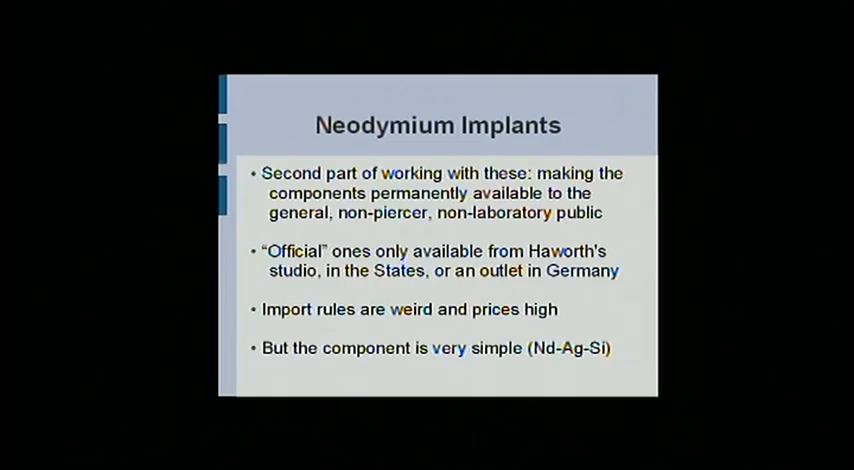 Neodymium Implants
• Second part of working with these: making the
components permanently available to the
general, non-piercer, non-laboratory public
• “Official” ones only available from Haworth's
studio, in the States, or an outlet in Germany
• Import rules are weird and prices high
• But the component is very simple (Nd-Ag-Si)